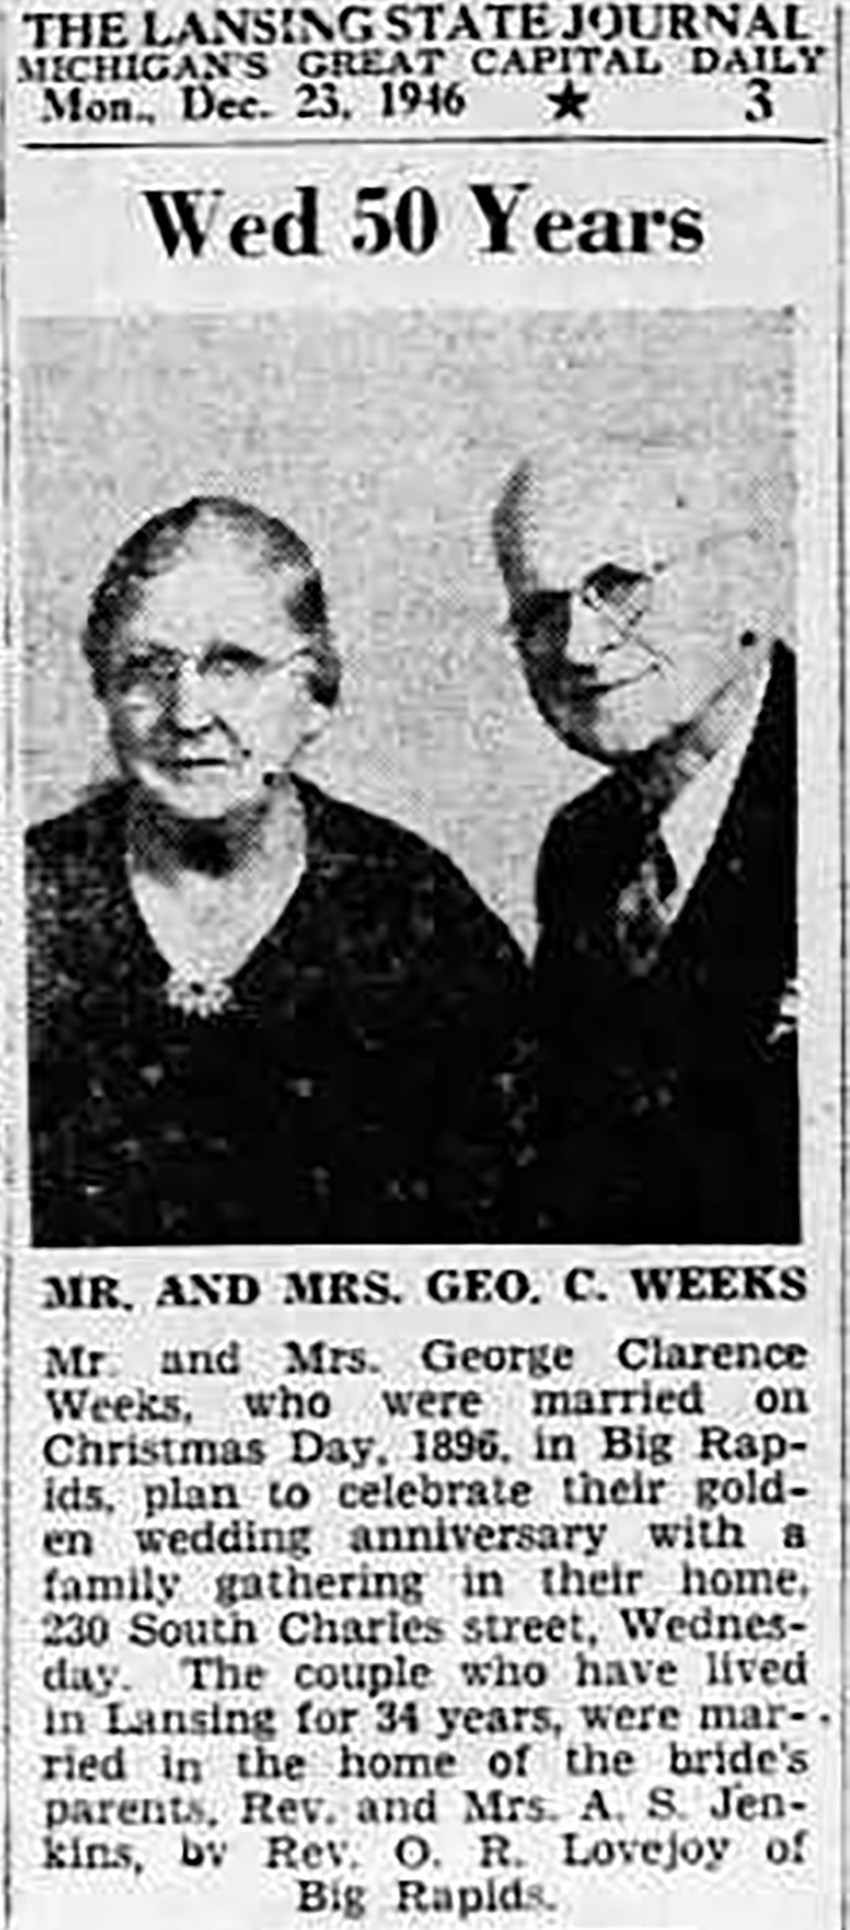 THE LANSING STATE JOURNAL
MICHIGAN'S GREAT CAPITAL DAILY
Mon., Dec. 23, 1946 ★ 3
Wed 50 Years
MR. AND MRS. GEO. C. WEEKS
Mr. and Mrs. George Clarence
Weeks, who were married on
Christmas Day, 1896, in Big Rap-
ids, plan to celebrate their gold-
en wedding anniversary with a
family gathering in their home,
230 South Charles street, Wednes-
day. The couple who have lived
in Lansing for 34 years, were mar-
ried in the home of the bride's
parents, Rev. and Mrs. A. S. Jen-
kins, by Rev. O. R. Lovejoy of
Big Rapids.